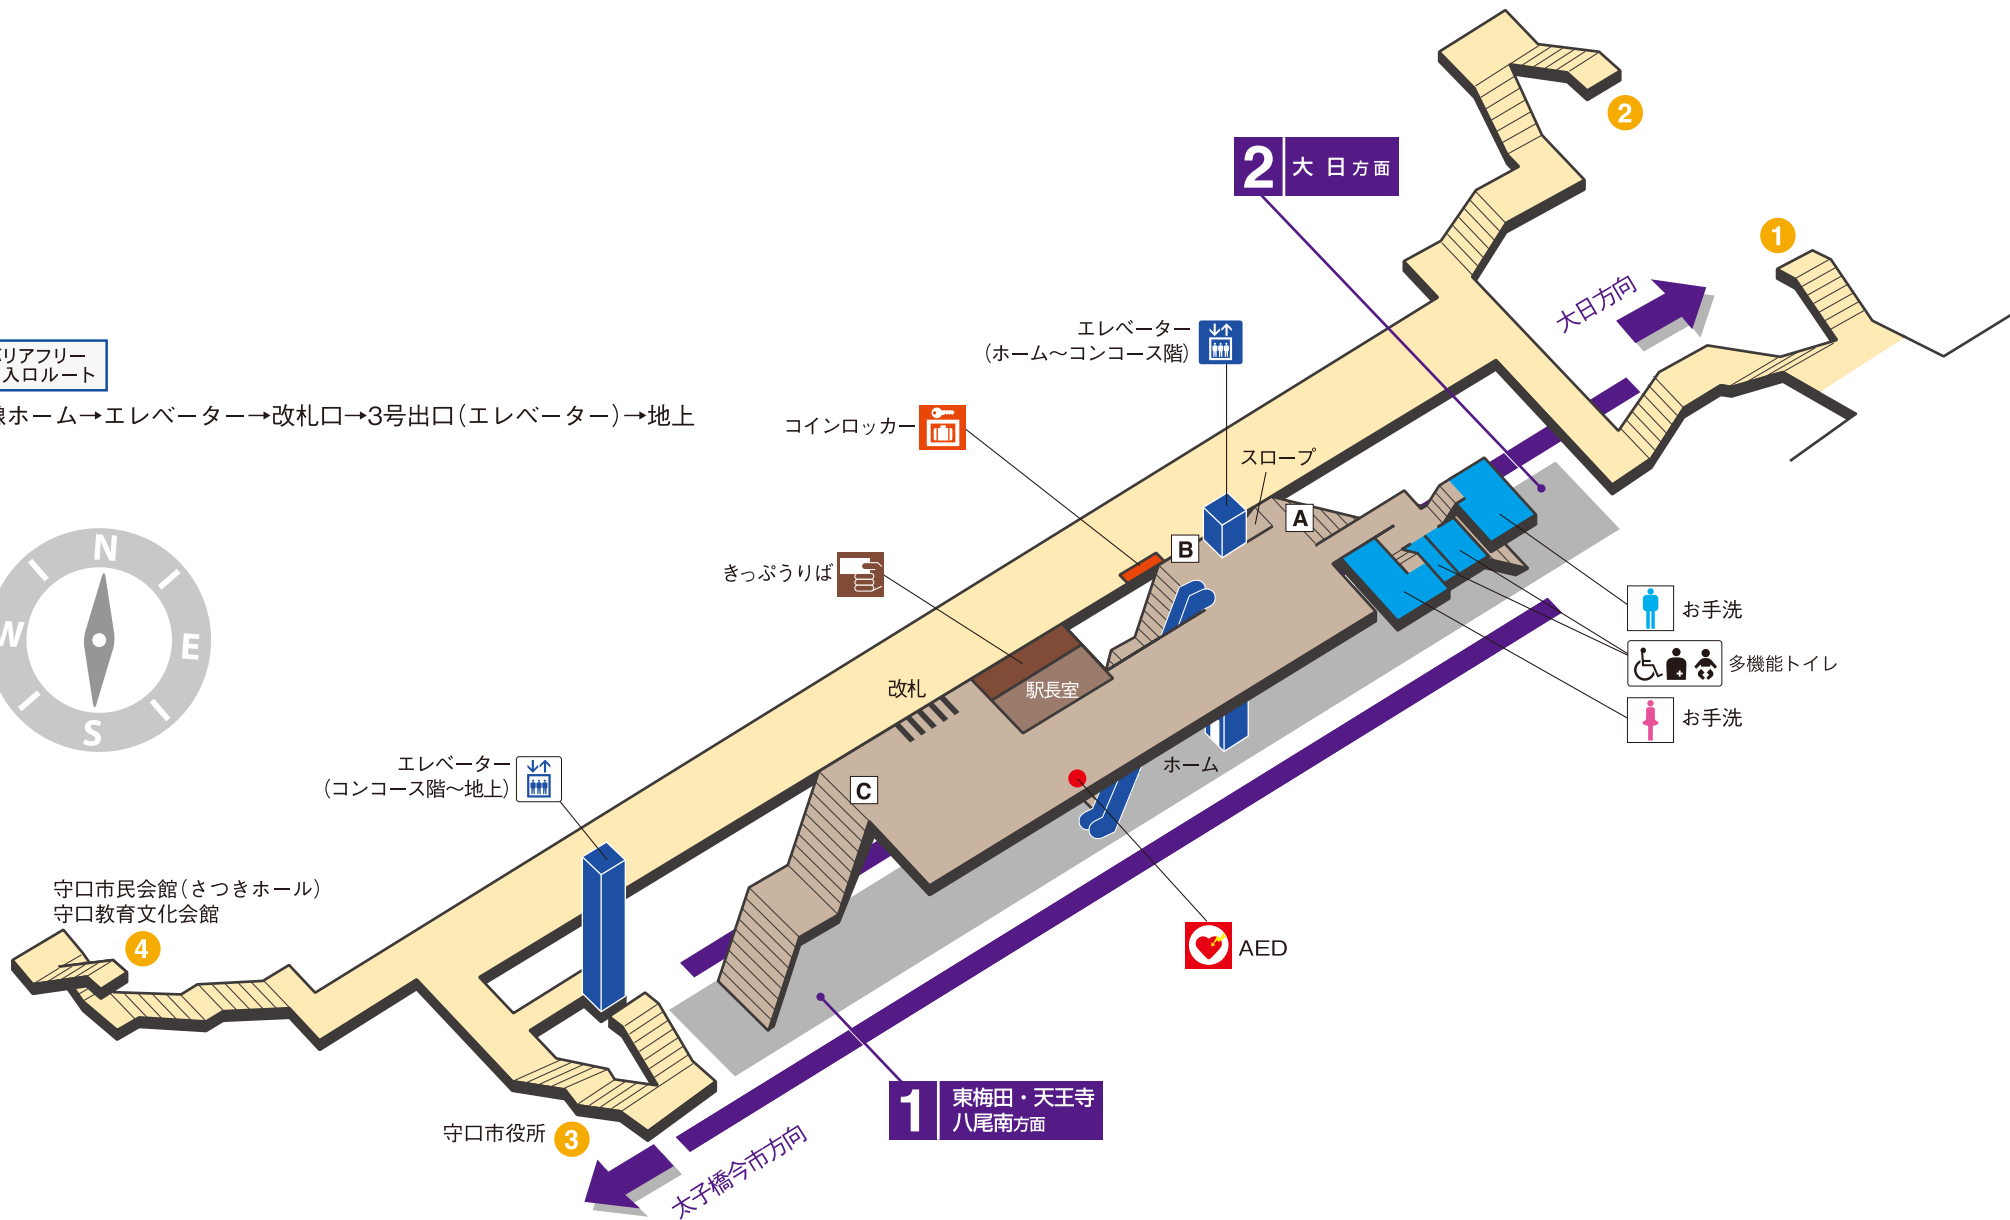 2
1
2 大日方面
大日方向
エレベーター
(ホーム〜コンコース階)
リアフリー
入口ルート
ホーム→エレベーター→改札口→3号出口(エレベーター)→地上
コインロッカー
スロープ
A
B
N
W
E
S
きっぷうりば
お手洗
多機能トイレ
お手洗
改札
駅長室
ホーム
エレベーター
(コンコース階〜地上)
C
守口市民会館(さつきホール)
守口教育文化会館
4
AED
1 東梅田・天王寺
八尾南方面
守口市役所
3
太子橋今市方向